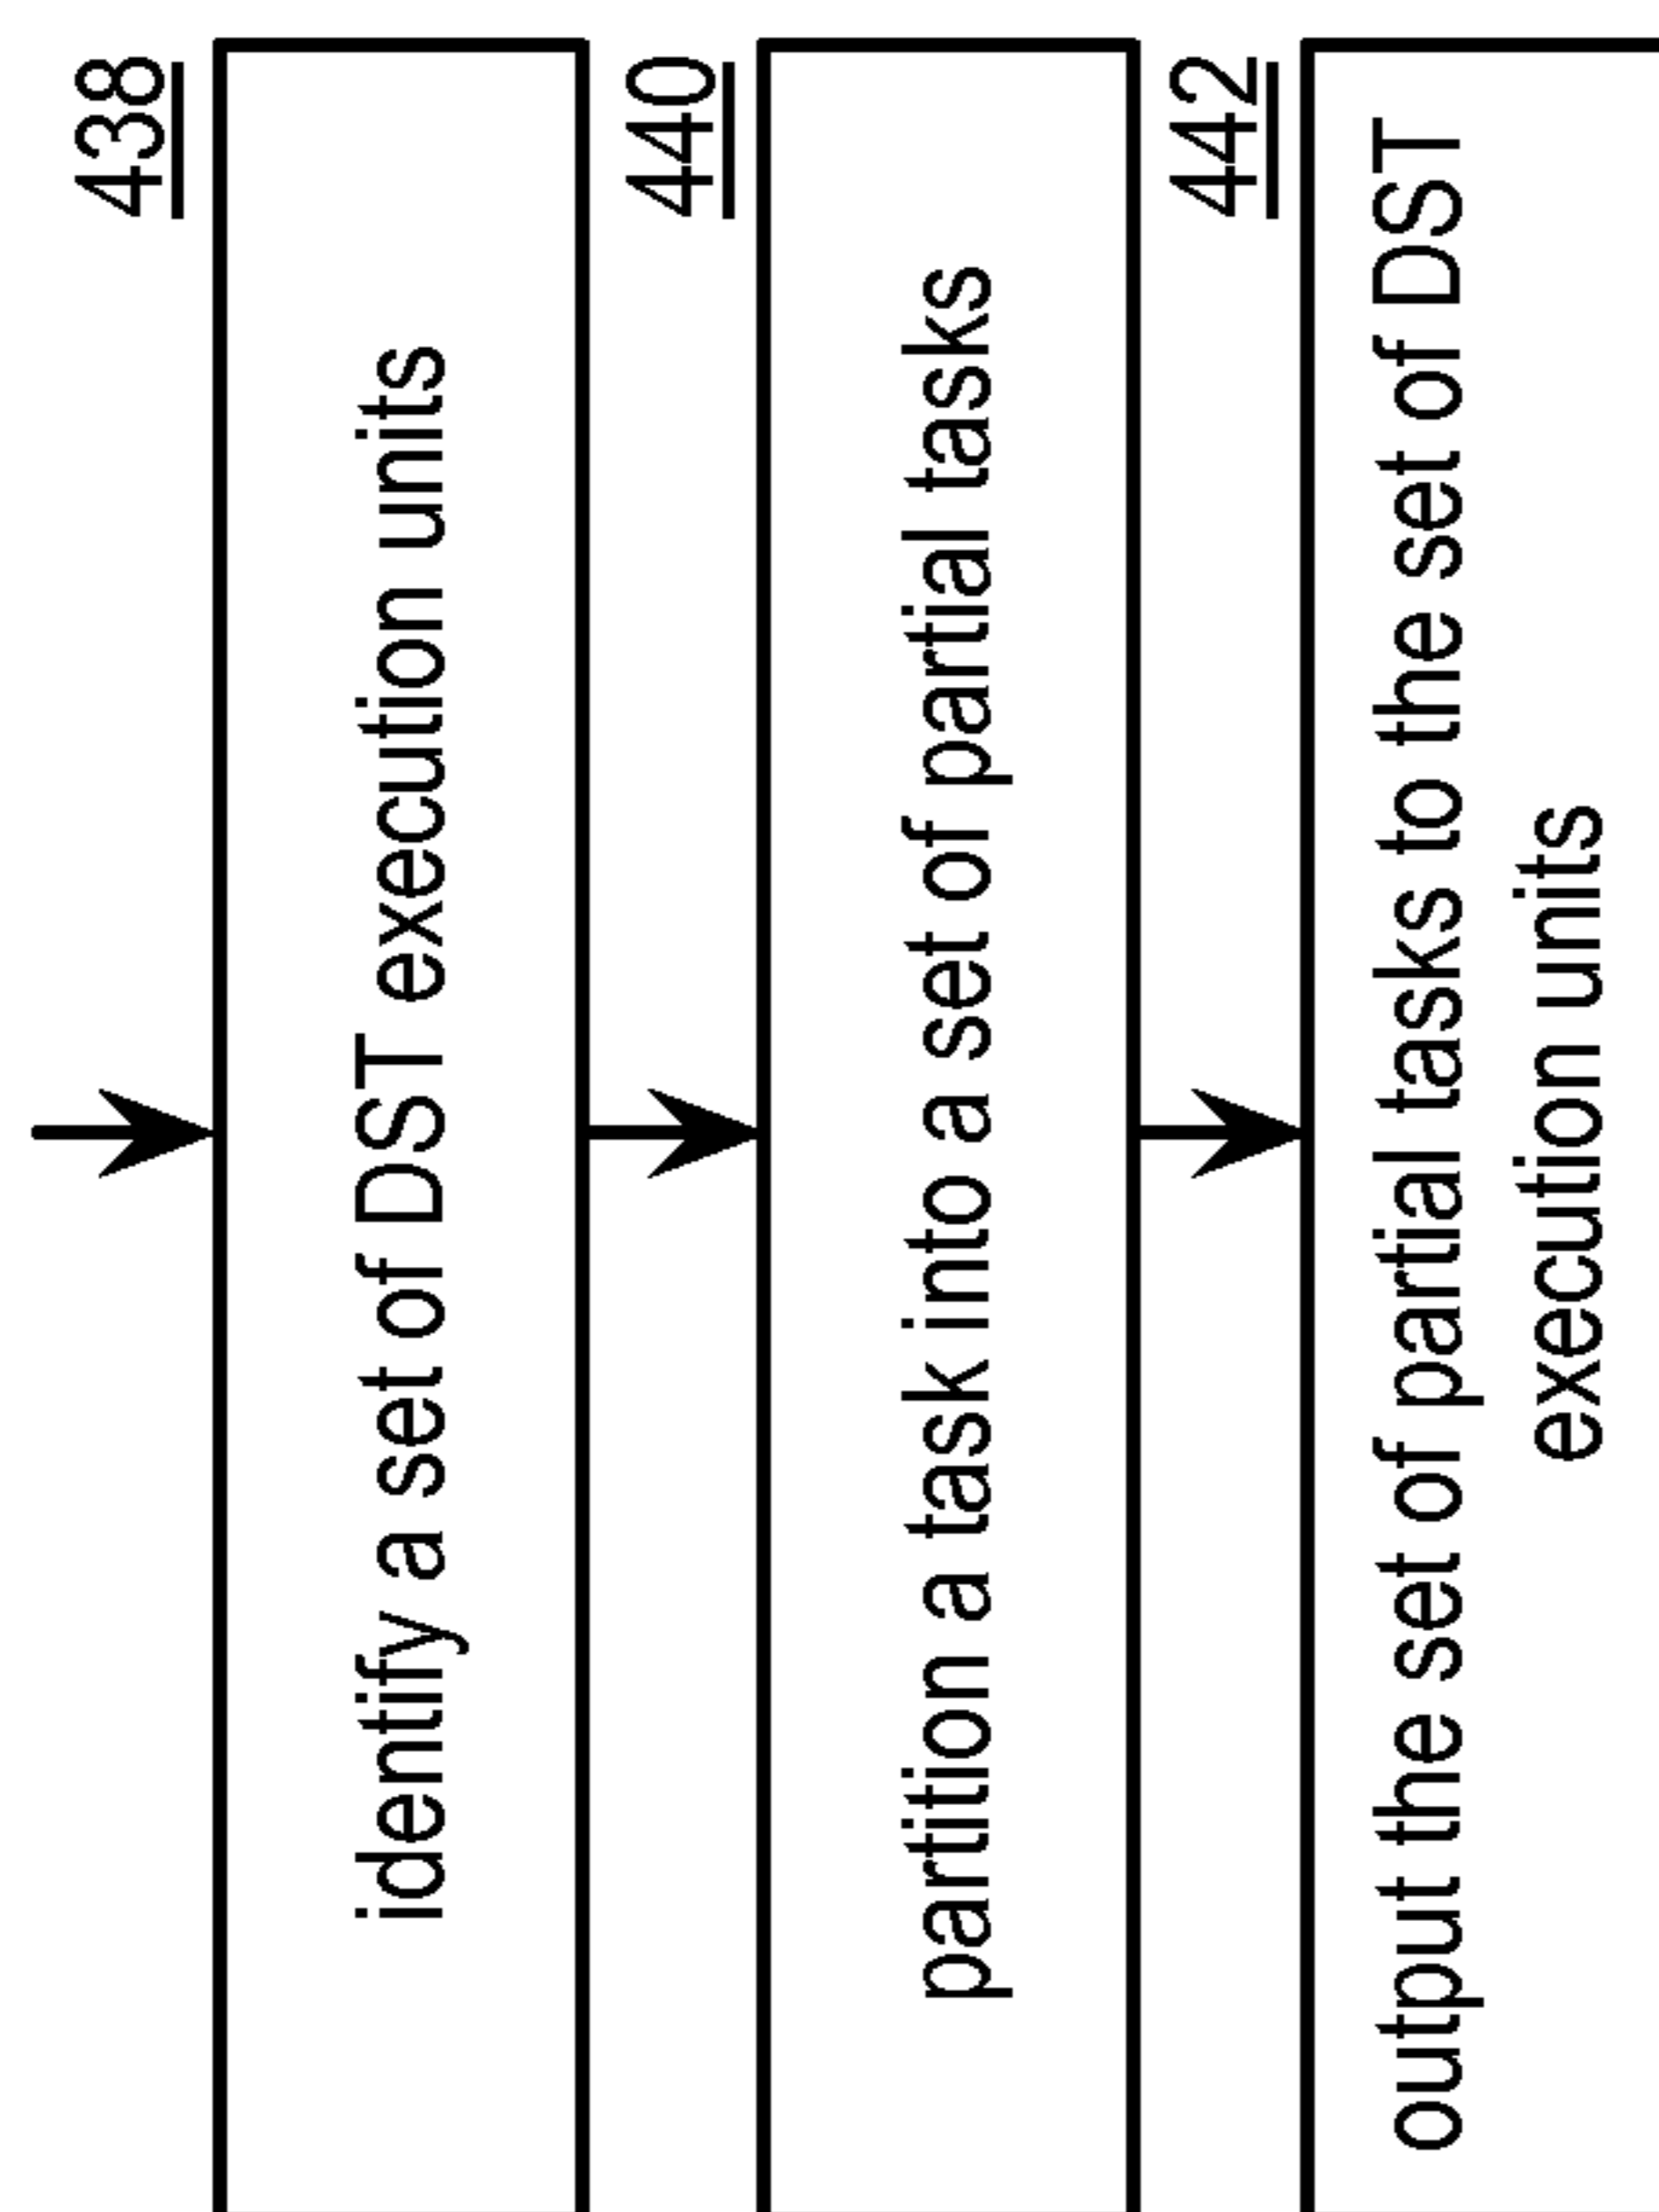 438
identify a set of DST execution units
440
partition a task into a set of partial tasks
442
output the set of partial tasks to the set of DST
execution units